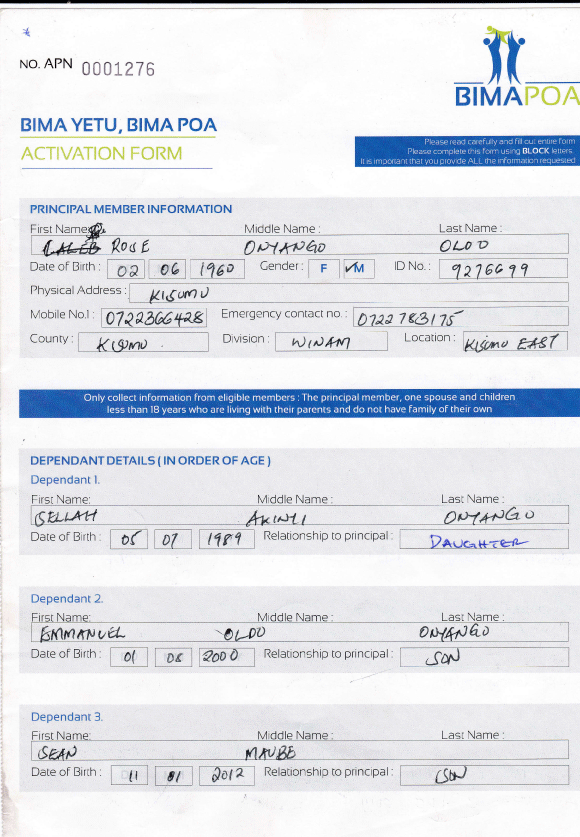 NO. APN 0001276
BIMAPOA
BIMA YETU, BIMA POA
ACTIVATION FORM
Please read carefully and fill out entire form
Please complete this form using BLOCK letters.
It is important that you provide ALL the information requested
PRINCIPAL MEMBER INFORMATION
First Name: Middle Name : Last Name :
ROSE ONYANGO OLOO
Date of Birth : 02 06 1960 Gender : F ✓M ID No. : 9276699
Physical Address : KISUMU
Mobile No.1 : 0722366428 Emergency contact no. : 0722783175
County : KISUMU Division : WINAM Location : KISUMU EAST
Only collect information from eligible members : The principal member, one spouse and children
less than 18 years who are living with their parents and do not have family of their own
DEPENDANT DETAILS ( IN ORDER OF AGE )
Dependant 1.
First Name: Middle Name : Last Name :
SELLAH AKINYI ONYANGO
Date of Birth : 05 07 1989 Relationship to principal : DAUGHTER
Dependant 2.
First Name: Middle Name : Last Name :
EMMANUEL OLOO ONYANGO
Date of Birth : 01 08 2000 Relationship to principal : SON
Dependant 3.
First Name: Middle Name : Last Name :
SEAN MAUBE
Date of Birth : 11 01 2012 Relationship to principal : SON